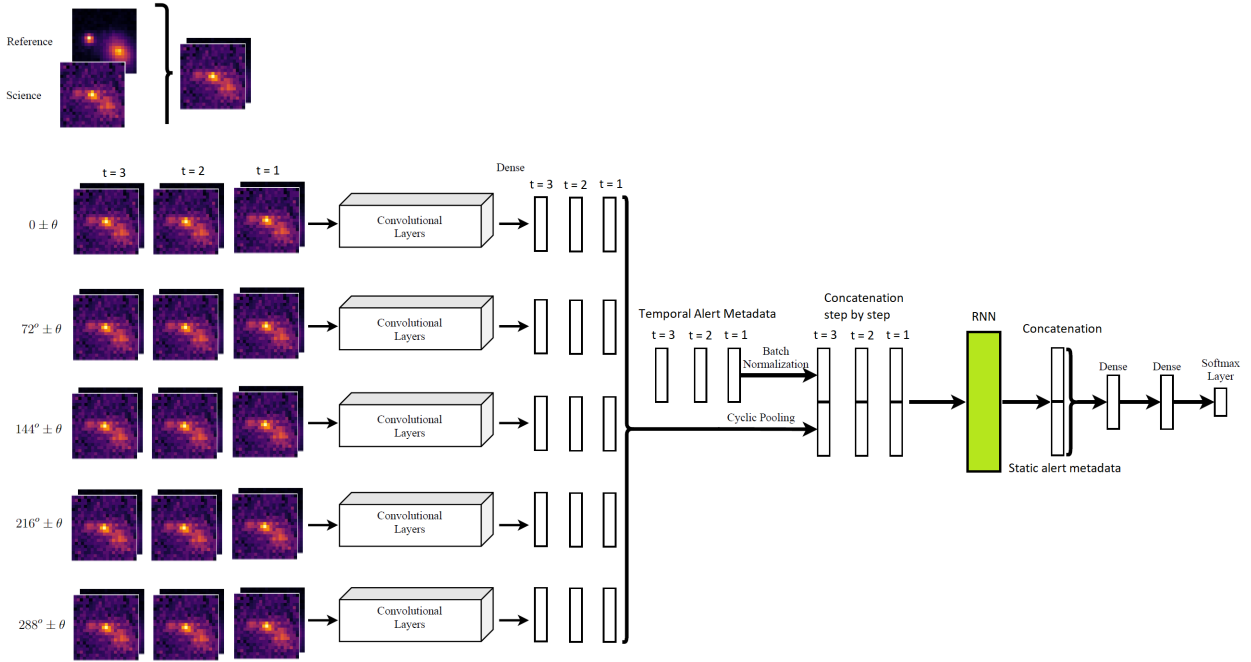 Reference
Science
t = 3
t = 2
t = 1
Dense
t = 3
t = 2
t = 1
0 ± θ
Convolutional
Layers
72° ± θ
Convolutional
Layers
144° ± θ
Convolutional
Layers
216° ± θ
Convolutional
Layers
288° ± θ
Convolutional
Layers
Temporal Alert Metadata
t = 3
t = 2
t = 1
Batch
Normalization
Cyclic Pooling
Concatenation
step by step
t = 3
t = 2
t = 1
RNN
Concatenation
Static alert metadata
Dense
Dense
Softmax
Layer